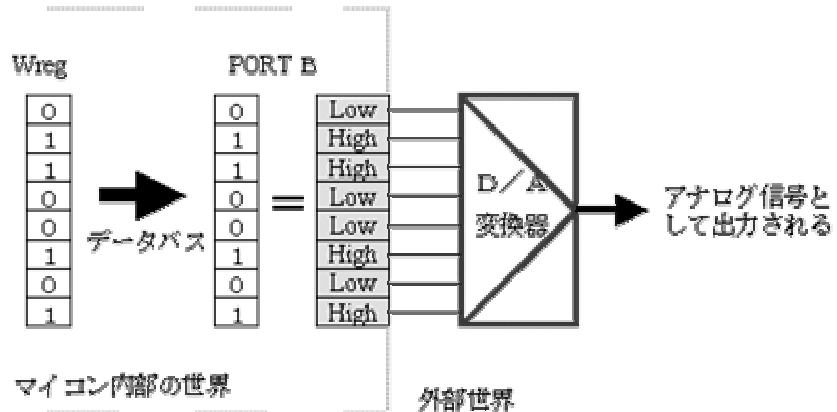 Wreg
PORT B
0
1
1
0
0
1
0
1
データバス
0
1
1
0
0
1
0
1
=
Low
High
High
Low
Low
High
Low
High
D／A
変換器
アナログ信号と
して出力される
マイコン内部の世界
外部世界